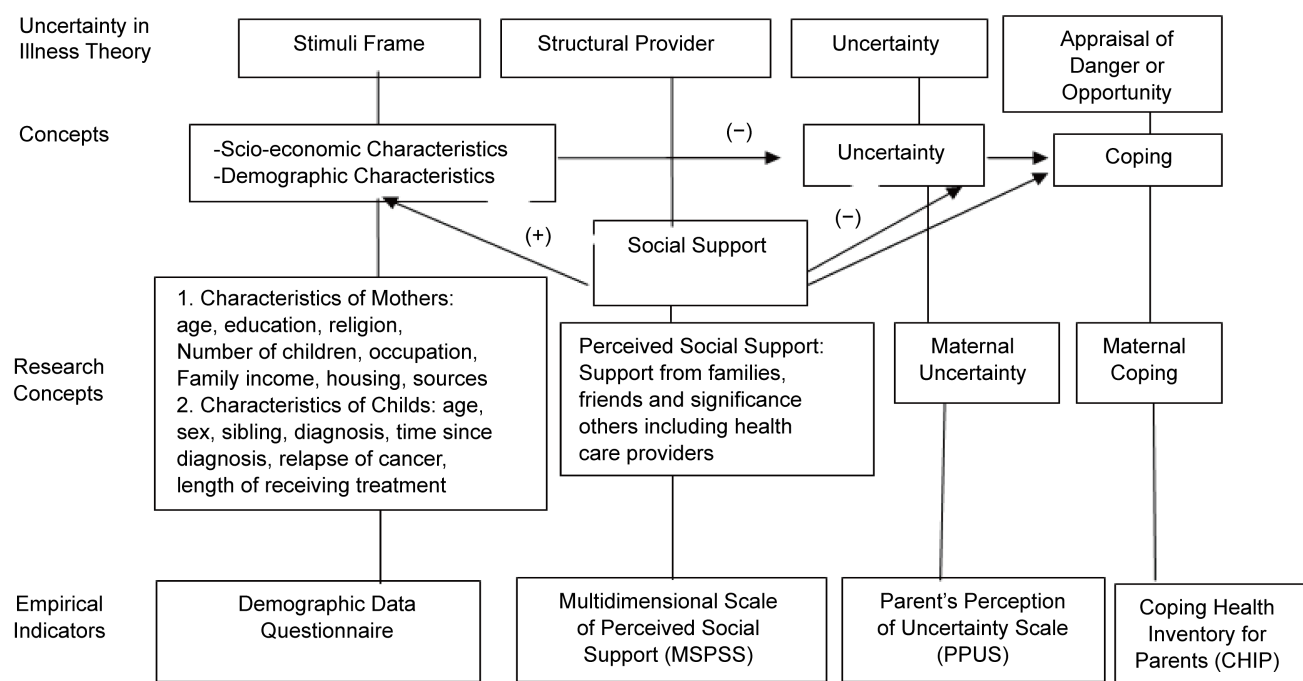 Uncertainty in
Illness Theory
Stimuli Frame
Structural Provider
Uncertainty
Appraisal of
Danger or
Opportunity
Concepts
-Scio-economic Characteristics
-Demographic Characteristics
(−)
Uncertainty
Coping
(+)
Social Support
(−)
Research
Concepts
1. Characteristics of Mothers:
age, education, religion,
Number of children, occupation,
Family income, housing, sources
2. Characteristics of Childs: age,
sex, sibling, diagnosis, time since
diagnosis, relapse of cancer,
length of receiving treatment
Perceived Social Support:
Support from families,
friends and significance
others including health
care providers
Maternal
Uncertainty
Maternal
Coping
Empirical
Indicators
Demographic Data
Questionnaire
Multidimensional Scale
of Perceived Social
Support (MSPSS)
Parent’s Perception
of Uncertainty Scale
(PPUS)
Coping Health
Inventory for
Parents (CHIP)